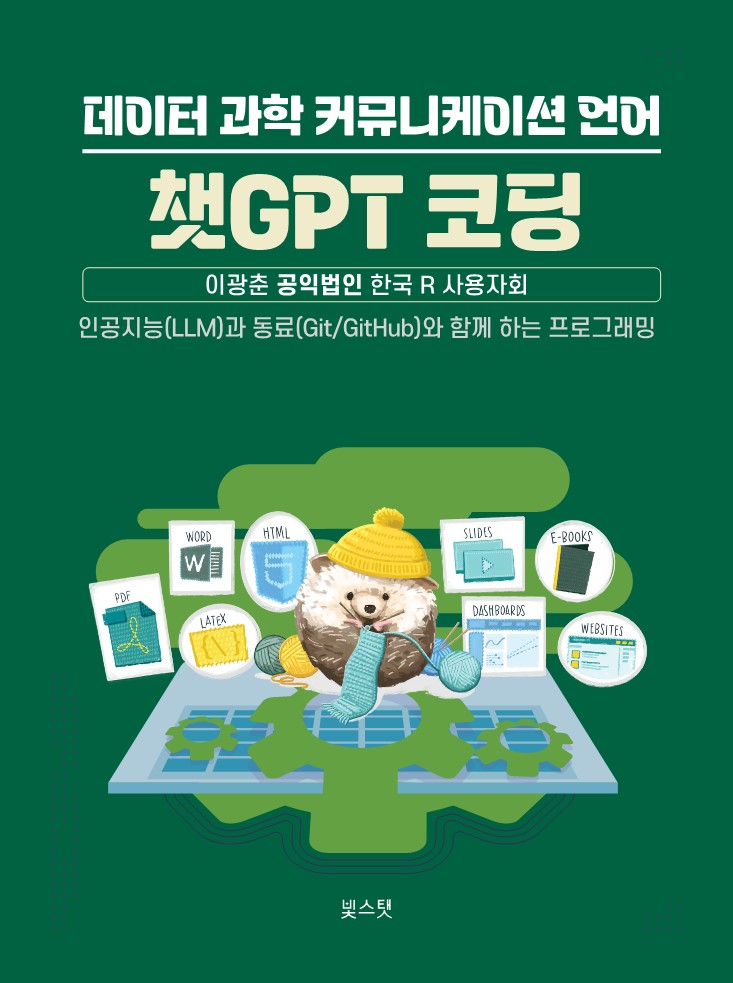 데이터 과학 커뮤니케이션 언어
챗GPT 코딩
이광춘 공익법인 한국 R 사용자회
인공지능(LLM)과 동료(Git/GitHub)와 함께 하는 프로그래밍
WORD
W
HTML
5
SLIDES
E-BOOKS
PDF
LATEX
DASHBOARDS
WEBSITES
빛스탯